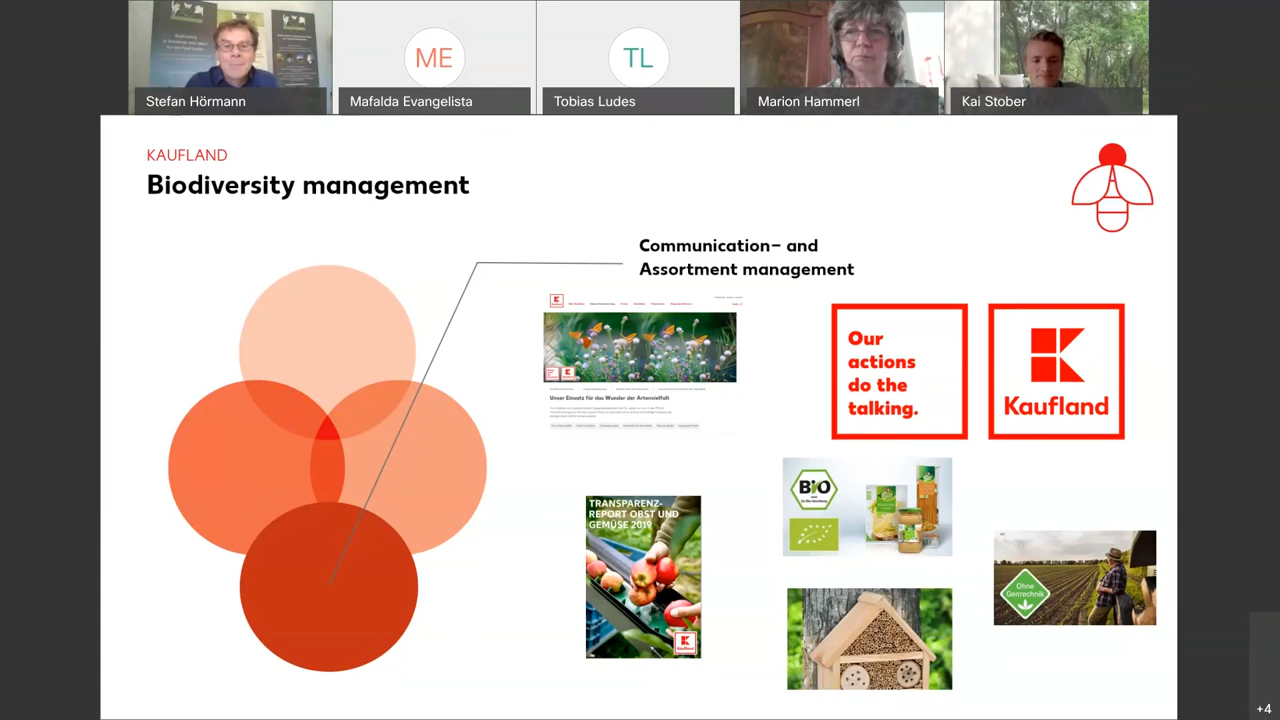 ME
TL
Stefan Hörmann
Mafalda Evangelista
Tobias Ludes
Marion Hammerl
Kai Stober
KAUFLAND
Biodiversity management
Communication– and
Assortment management
Unser Einsatz für das Wunder der Artenvielfalt
Our
actions
do the
talking.
Kaufland
BIO
TRANSPARENZ-
REPORT OBST UND
GEMÜSE 2019
Kaufland
Ohne
Gentechnik
+4